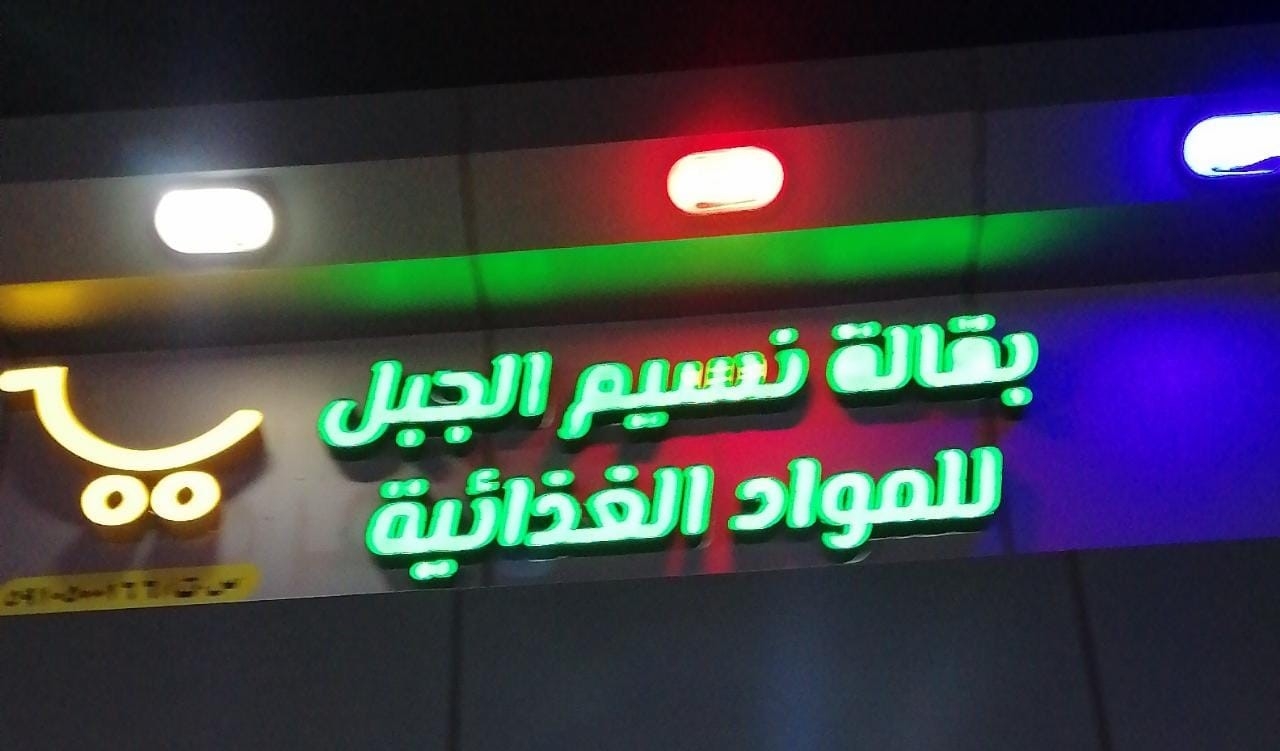 بقالة نسيم الجبل
للمواد الغذائية